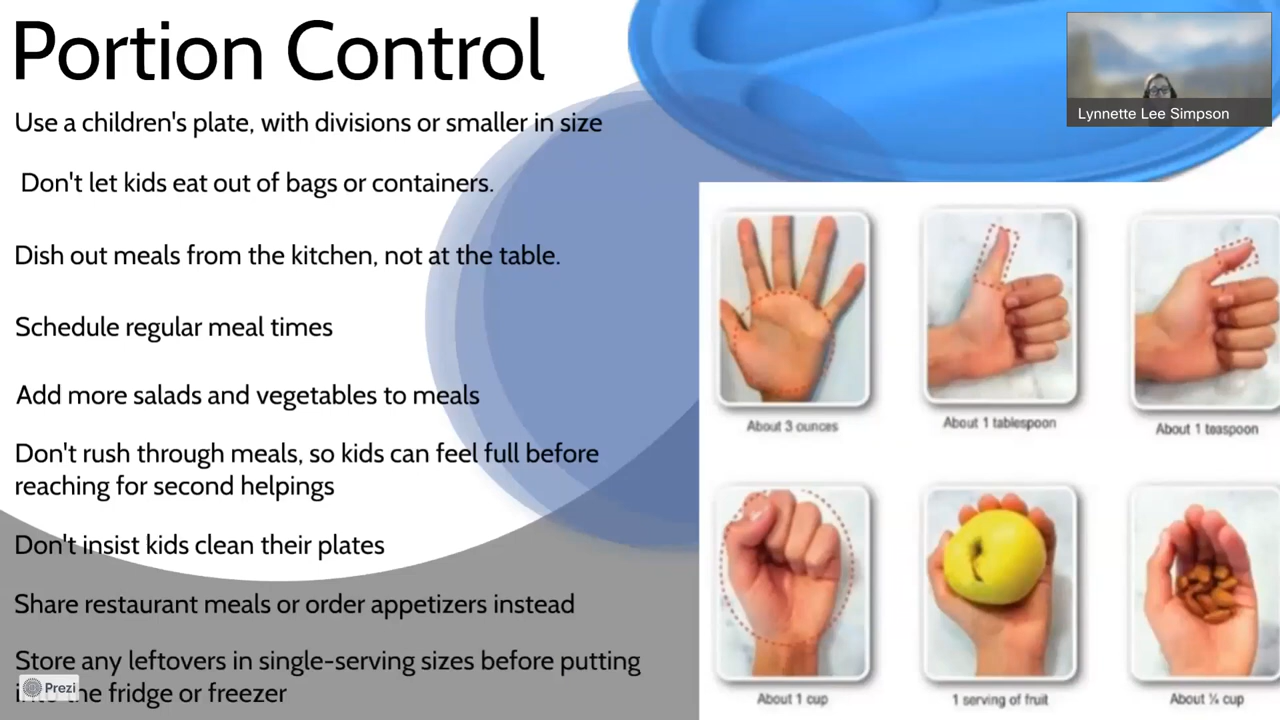 Portion Control
Use a children's plate, with divisions or smaller in size
Don't let kids eat out of bags or containers.
Dish out meals from the kitchen, not at the table.
Schedule regular meal times
Add more salads and vegetables to meals
Don't rush through meals, so kids can feel full before
reaching for second helpings
Don't insist kids clean their plates
Share restaurant meals or order appetizers instead
Store any leftovers in single-serving sizes before putting
the fridge or freezer
Prezi
Lynnette Lee Simpson
About 3 ounces
About 1 tablespoon
About 1 teaspoon
About 1 cup
1 serving of fruit
About cup